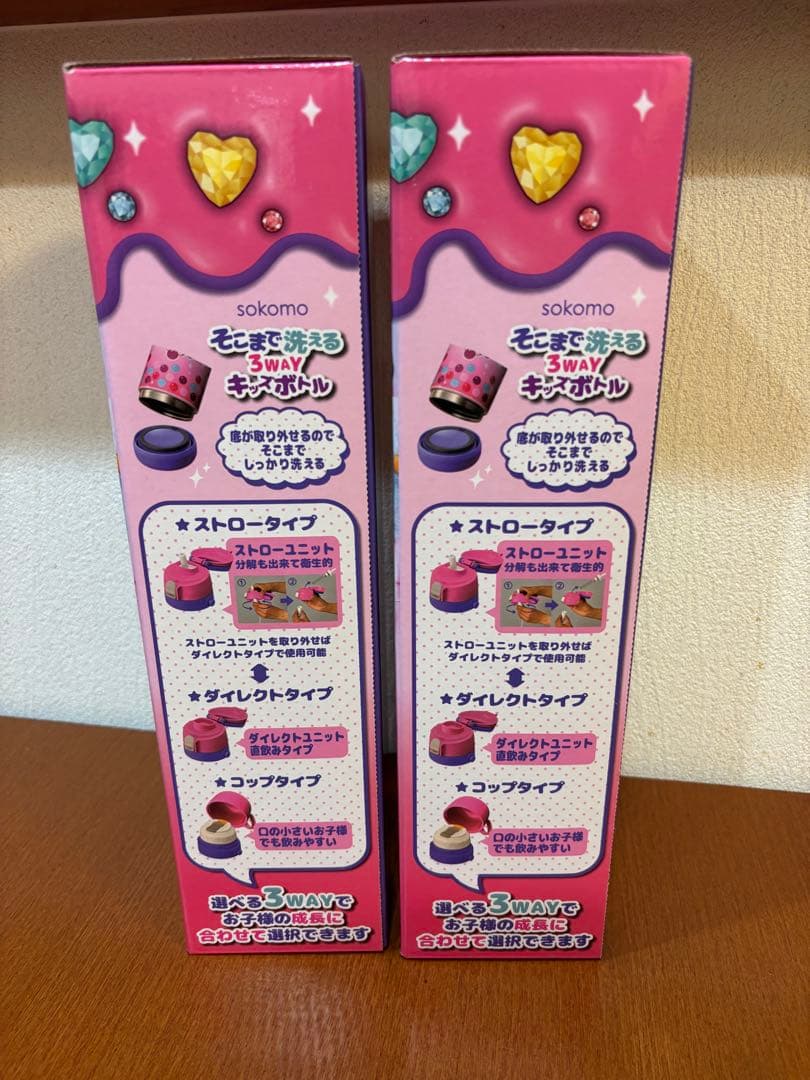 sokomo
そこまで洗える
3WAY
キッズボトル
底が取り外せるので
そこまで
しっかり洗える
★ストロータイプ
ストローユニット
分解も出来て衛生的
① ②
ストローユニットを取り外せば
ダイレクトタイプで使用可能
★ダイレクトタイプ
ダイレクトユニット
直飲みタイプ
★コップタイプ
口の小さいお子様
でも飲みやすい
選べる3WAYで
お子様の成長に
合わせて選択できます
sokomo
そこまで洗える
3WAY
キッズボトル
底が取り外せるので
そこまで
しっかり洗える
★ストロータイプ
ストローユニット
分解も出来て衛生的
① ②
ストローユニットを取り外せば
ダイレクトタイプで使用可能
★ダイレクトタイプ
ダイレクトユニット
直飲みタイプ
★コップタイプ
口の小さいお子様
でも飲みやすい
選べる3WAYで
お子様の成長に
合わせて選択できます